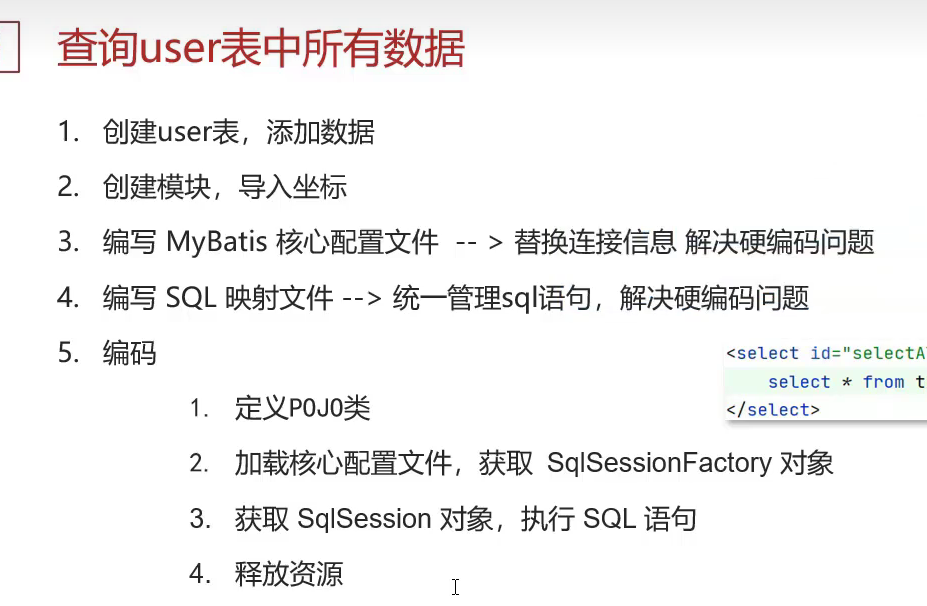 查询user表中所有数据
1. 创建user表，添加数据
2. 创建模块，导入坐标
3. 编写 MyBatis 核心配置文件 -- > 替换连接信息 解决硬编码问题
4. 编写 SQL 映射文件 --> 统一管理sql语句，解决硬编码问题
5. 编码
<select id="selectA
select * from t
</select>
1. 定义POJO类
2. 加载核心配置文件，获取 SqlSessionFactory 对象
3. 获取 SqlSession 对象，执行 SQL 语句
4. 释放资源